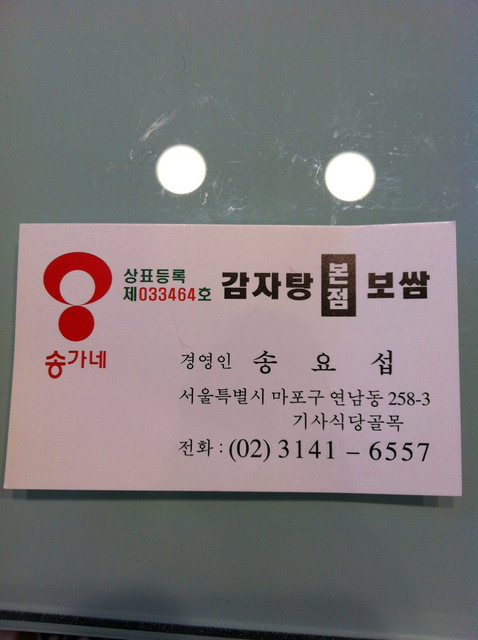 송가네
상표등록
제033464호
감자탕 본점 보쌈
경영인 송 요 섭
서울특별시 마포구 연남동 258-3
기사식당골목
전화 : (02) 3141 – 6557